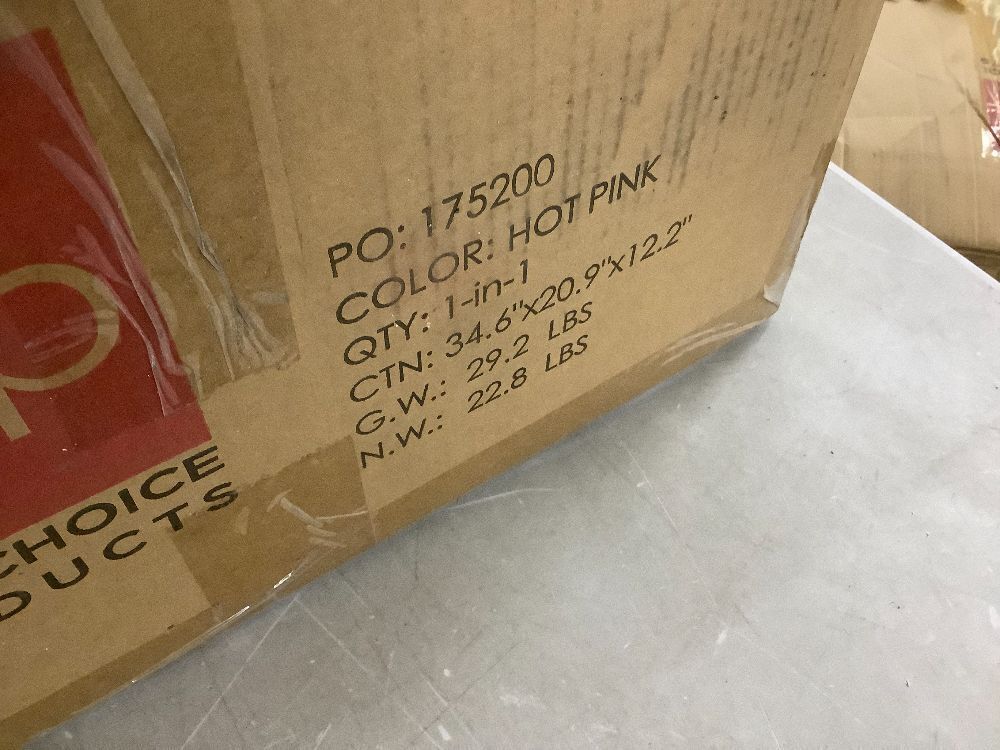 PO: 175200
COLOR: HOT PINK
QTY: 1-in-1
CTN: 34.6"x20.9"x12.2"
G.W.: 29.2 LBS
N.W.: 22.8 LBS
p
CHOICE
DUCTS